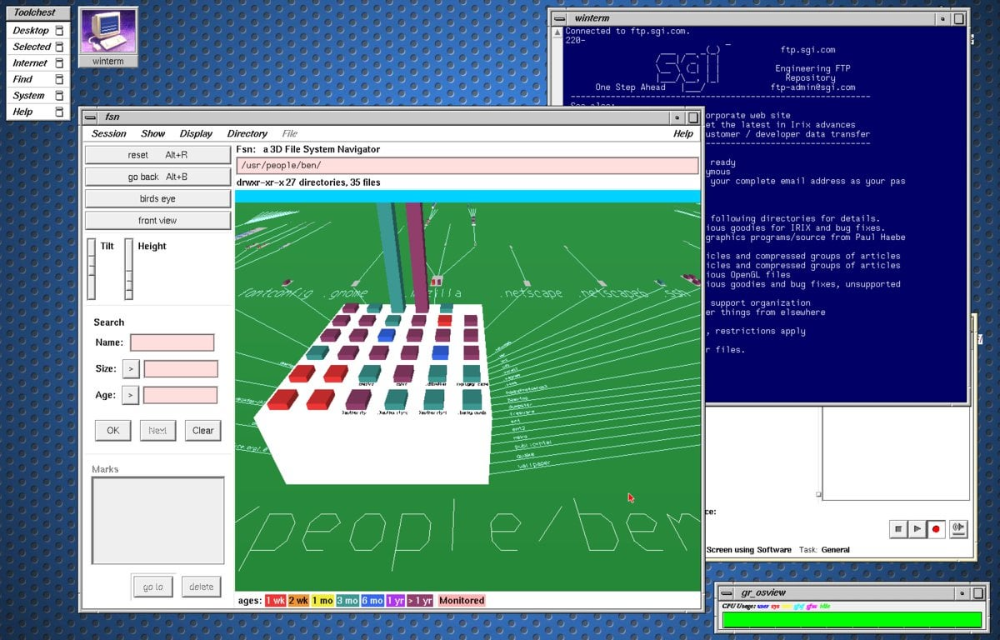 Toolchest
Desktop
Selected
Internet
Find
System
Help
winterm
winterm
Connected to ftp.sgi.com.
220-
ftp.sgi.com
Engineering FTP
Repository
One Step Ahead
ftp-admin@sgi.com
See also:
orporate web site
et the latest in Irix advances
ustomer / developer data transfer
ready
ymous
your complete email address as your pas
following directories for details.
ious goodies for IRIX and bug fixes.
graphics programs/source from Paul Haebe
icles and compressed groups of articles
icles and compressed groups of articles
ious OpenGL files
ious goodies and bug fixes, unsupported
support organization
er things from elsewhere
, restrictions apply
r files.
fsn
Session Show Display Directory File Help
reset Alt+R
go back Alt+B
birds eye
front view
Tilt Height
Search
Name:
Size: >
Age: >
OK Next Clear
Marks
go to delete
Fsn: a 3D File System Navigator
/usr/people/ben/
drwxr-xr-x 27 directories, 35 files
fontconfig .gnome .netscape .netscape6
publichtml
quake
wallpaper
/people/ben
ages: 1 wk 2 wk 1 mo 3 mo 6 mo 1 yr > 1 yr Monitored
ce:
Screen using Software Task: General
gr_osview
CPU Usage: user sys gfxf gfxc idle